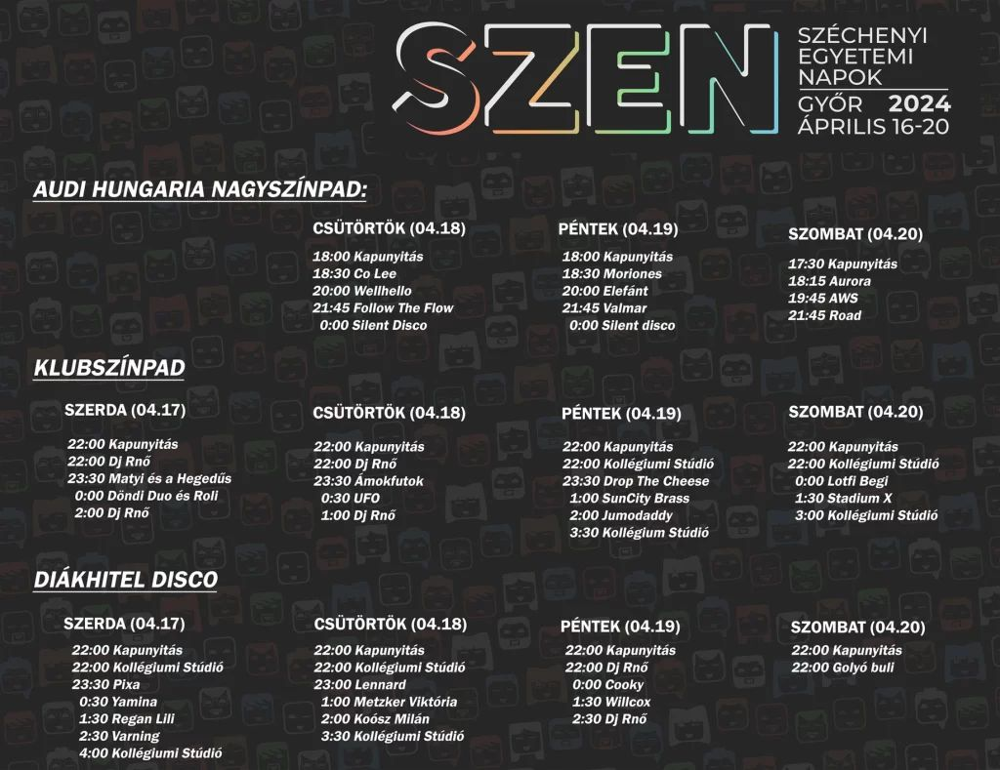 SZEN
SZÉCHENYI
EGYETEMI
NAPOK
GYŐR 2024
ÁPRILIS 16-20
AUDI HUNGARIA NAGYSZÍNPAD:
CSÜTÖRTÖK (04.18)
18:00 Kapunyitás
18:30 Co Lee
20:00 Wellhello
21:45 Follow The Flow
0:00 Silent Disco
PÉNTEK (04.19)
18:00 Kapunyitás
18:30 Moriones
20:00 Elefánt
21:45 Valmar
0:00 Silent disco
SZOMBAT (04.20)
17:30 Kapunyitás
18:15 Aurora
19:45 AWS
21:45 Road
KLUBSZÍNPAD
SZERDA (04.17)
22:00 Kapunyitás
22:00 Dj Rnő
23:30 Matyi és a Hegedűs
0:00 Döndi Duo és Roli
2:00 Dj Rnő
CSÜTÖRTÖK (04.18)
22:00 Kapunyitás
22:00 Dj Rnő
23:30 Ámokfutok
0:30 UFO
1:00 Dj Rnő
PÉNTEK (04.19)
22:00 Kapunyitás
22:00 Kollégiumi Stúdió
23:30 Drop The Cheese
1:00 SunCity Brass
2:00 Jumodaddy
3:30 Kollégium Stúdió
SZOMBAT (04.20)
22:00 Kapunyitás
22:00 Kollégiumi Stúdió
0:00 Lotfi Begi
1:30 Stadium X
3:00 Kollégiumi Stúdió
DIÁKHITEL DISCO
SZERDA (04.17)
22:00 Kapunyitás
22:00 Kollégiumi Stúdió
23:30 Pixa
0:30 Yamina
1:30 Regan Lili
2:30 Varning
4:00 Kollégiumi Stúdió
CSÜTÖRTÖK (04.18)
22:00 Kapunyitás
22:00 Kollégiumi Stúdió
23:00 Lennard
1:00 Metzker Viktória
2:00 Koósz Milán
3:30 Kollégiumi Stúdió
PÉNTEK (04.19)
22:00 Kapunyitás
22:00 Dj Rnő
0:00 Cooky
1:30 Willcox
2:30 Dj Rnő
SZOMBAT (04.20)
22:00 Kapunyitás
22:00 Golyó buli